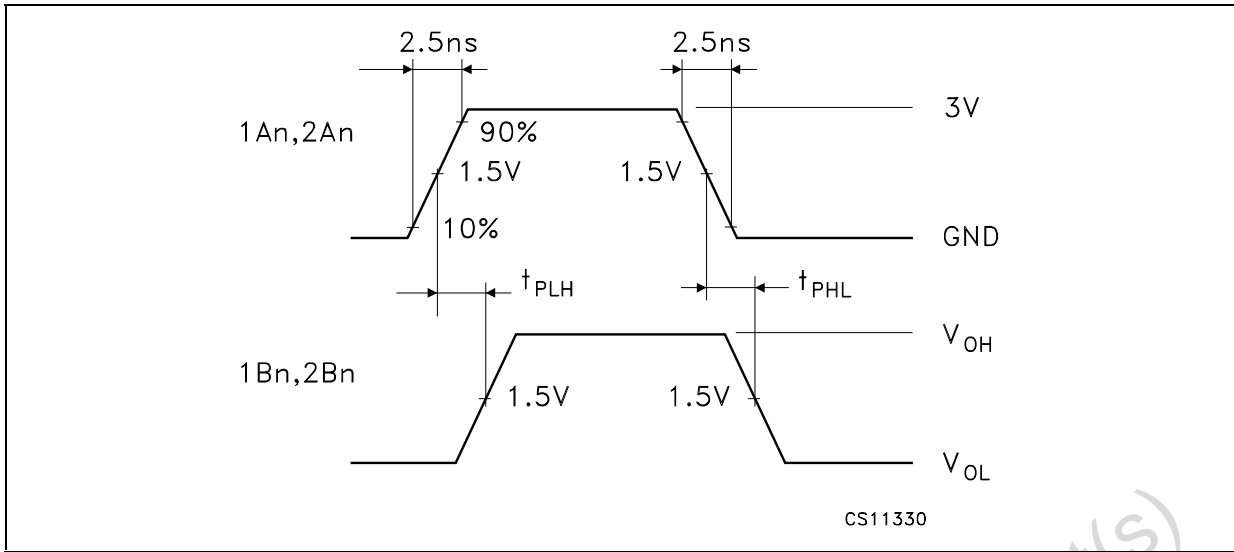 2.5ns 2.5ns
3V
1An,2An
90%
1.5V 1.5V
10%
GND
tPLH tPHL
VOH
1Bn,2Bn
1.5V 1.5V
VOL
CS11330
t(s)